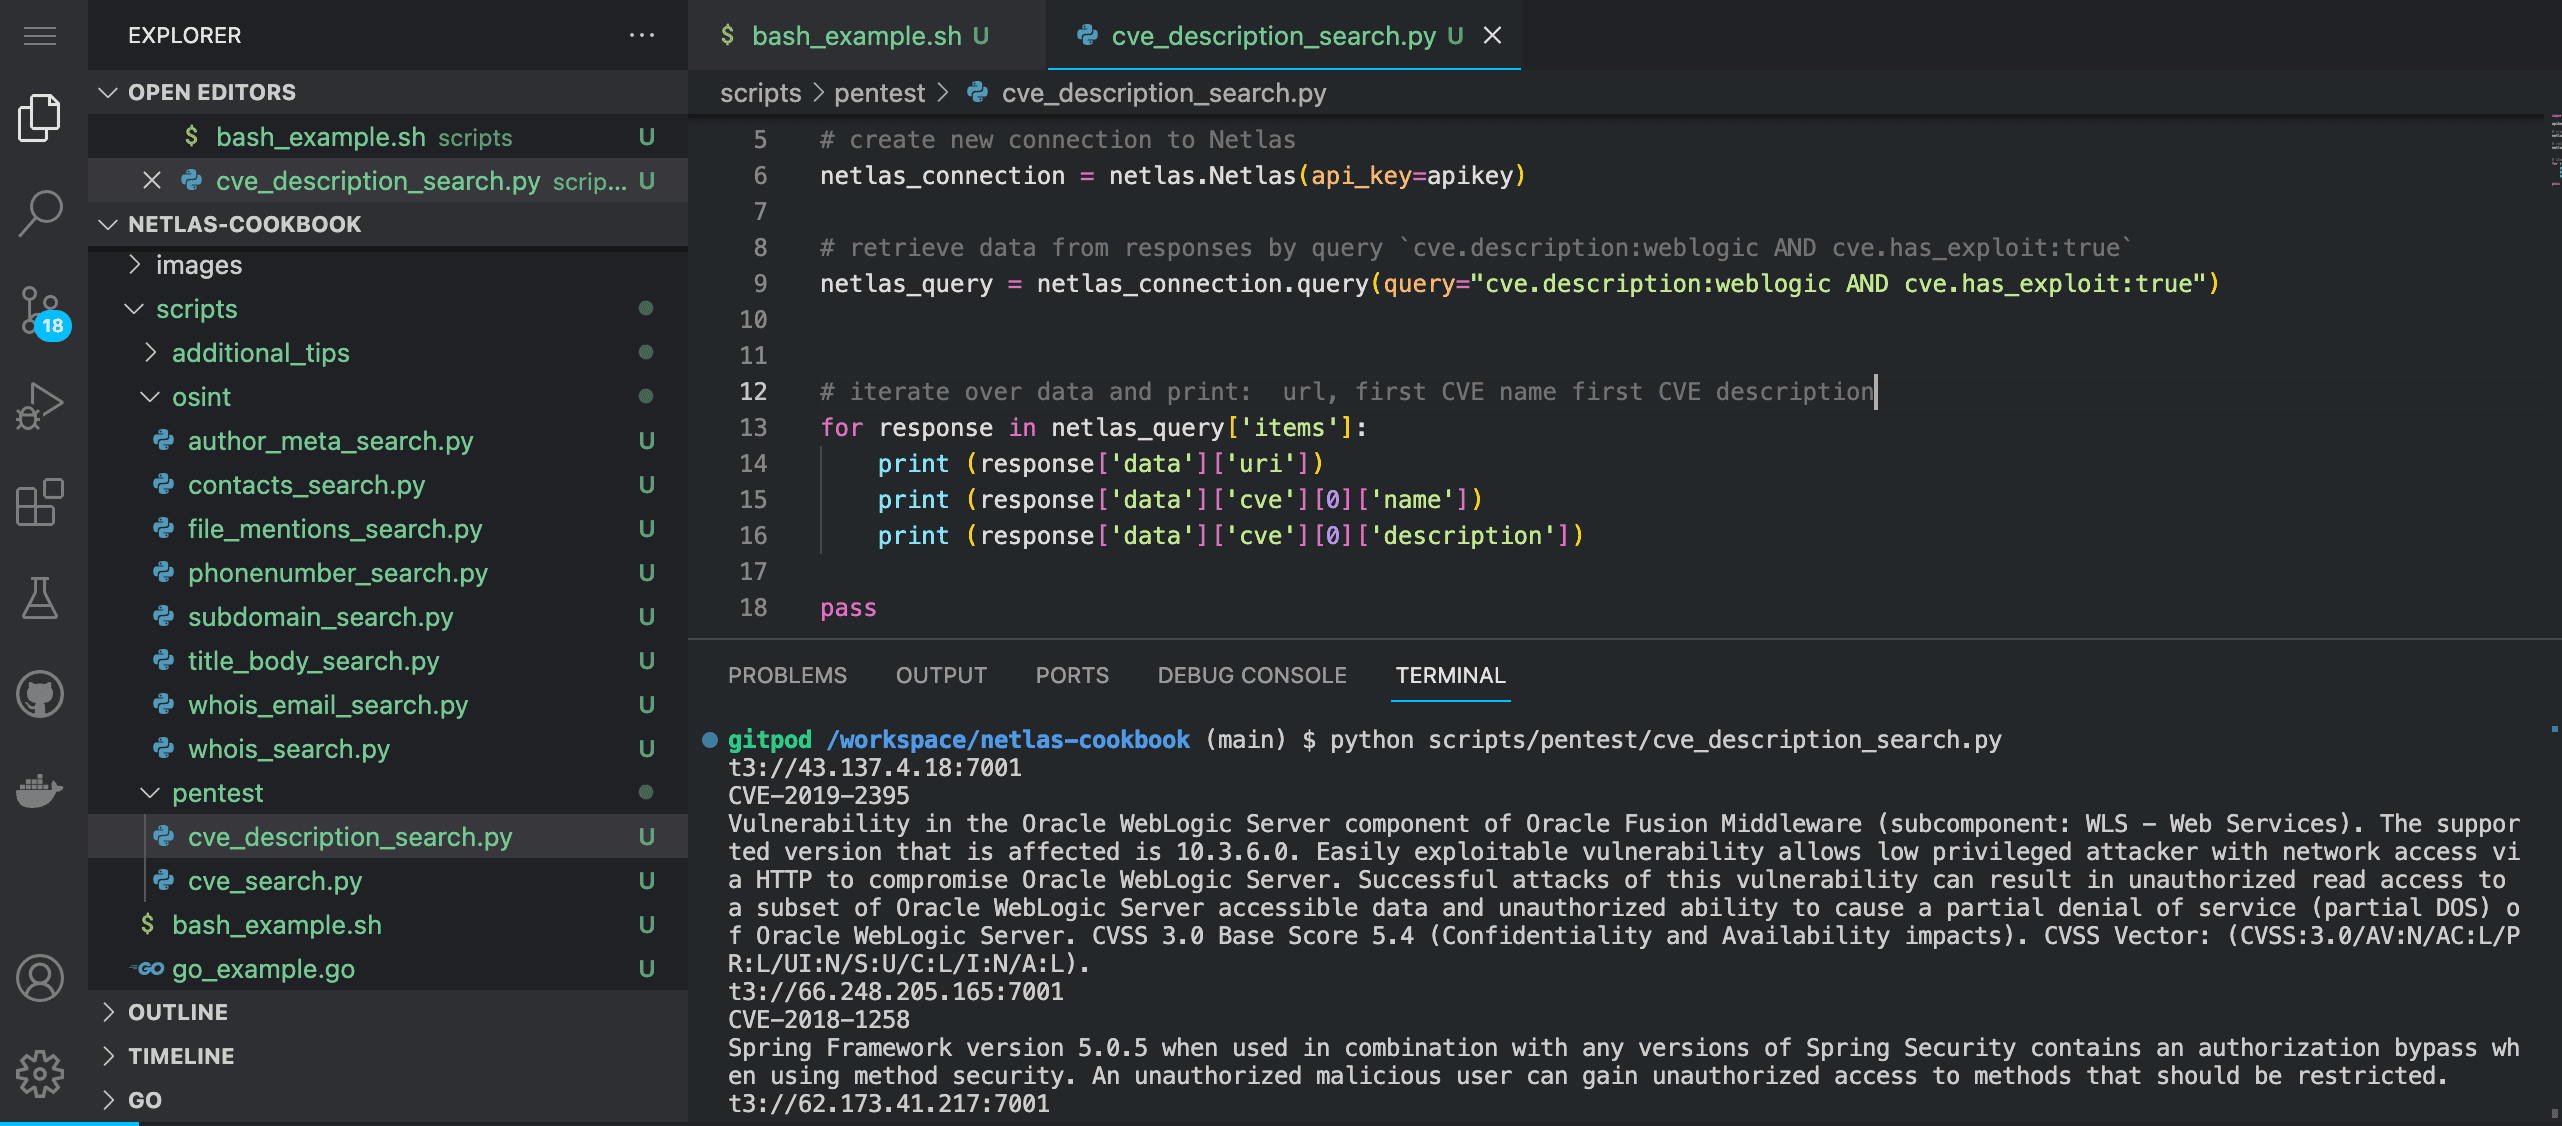 EXPLORER
OPEN EDITORS
$ bash_example.sh scripts U
cve_description_search.py scrip... U
NETLAS-COOKBOOK
images
scripts
18
additional_tips
osint
author_meta_search.py U
contacts_search.py U
file_mentions_search.py U
phonenumber_search.py U
subdomain_search.py U
title_body_search.py U
whois_email_search.py U
whois_search.py U
pentest
cve_description_search.py U
cve_search.py U
$ bash_example.sh U
GO go_example.go U
OUTLINE
TIMELINE
GO
$ bash_example.sh U
cve_description_search.py U
scripts > pentest > cve_description_search.py
5 # create new connection to Netlas
6 netlas_connection = netlas.Netlas(api_key=apikey)
7
8 # retrieve data from responses by query `cve.description:weblogic AND cve.has_exploit:true`
9 netlas_query = netlas_connection.query(query="cve.description:weblogic AND cve.has_exploit:true")
10
11
12 # iterate over data and print:  url, first CVE name first CVE description
13 for response in netlas_query['items']:
14     print (response['data']['uri'])
15     print (response['data']['cve'][0]['name'])
16     print (response['data']['cve'][0]['description'])
17
18 pass
PROBLEMS OUTPUT PORTS DEBUG CONSOLE TERMINAL
gitpod /workspace/netlas-cookbook (main) $ python scripts/pentest/cve_description_search.py
t3://43.137.4.18:7001
CVE-2019-2395
Vulnerability in the Oracle WebLogic Server component of Oracle Fusion Middleware (subcomponent: WLS - Web Services). The suppor
ted version that is affected is 10.3.6.0. Easily exploitable vulnerability allows low privileged attacker with network access vi
a HTTP to compromise Oracle WebLogic Server. Successful attacks of this vulnerability can result in unauthorized read access to
a subset of Oracle WebLogic Server accessible data and unauthorized ability to cause a partial denial of service (partial DOS) o
f Oracle WebLogic Server. CVSS 3.0 Base Score 5.4 (Confidentiality and Availability impacts). CVSS Vector: (CVSS:3.0/AV:N/AC:L/P
R:L/UI:N/S:U/C:L/I:N/A:L).
t3://66.248.205.165:7001
CVE-2018-1258
Spring Framework version 5.0.5 when used in combination with any versions of Spring Security contains an authorization bypass wh
en using method security. An unauthorized malicious user can gain unauthorized access to methods that should be restricted.
t3://62.173.41.217:7001